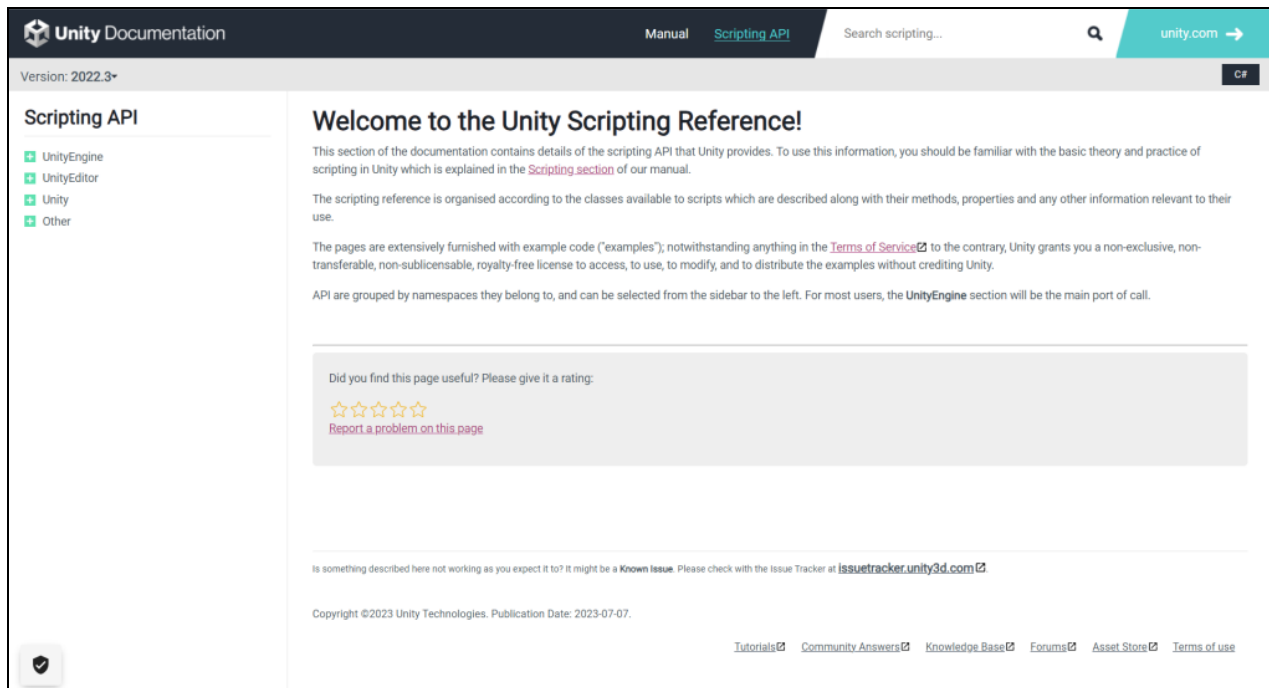 Unity Documentation
Manual
Scripting API
Search scripting...
unity.com
Version: 2022.3
C#
Scripting API
UnityEngine
UnityEditor
Unity
Other
Welcome to the Unity Scripting Reference!
This section of the documentation contains details of the scripting API that Unity provides. To use this information, you should be familiar with the basic theory and practice of
scripting in Unity which is explained in the Scripting section of our manual.
The scripting reference is organised according to the classes available to scripts which are described along with their methods, properties and any other information relevant to their
use.
The pages are extensively furnished with example code ("examples"); notwithstanding anything in the Terms of Service to the contrary, Unity grants you a non-exclusive, non-
transferable, non-sublicensable, royalty-free license to access, to use, to modify, and to distribute the examples without crediting Unity.
API are grouped by namespaces they belong to, and can be selected from the sidebar to the left. For most users, the UnityEngine section will be the main port of call.
Did you find this page useful? Please give it a rating:
Report a problem on this page
Is something described here not working as you expect it to? It might be a Known Issue. Please check with the Issue Tracker at issuetracker.unity3d.com.
Copyright ©2023 Unity Technologies. Publication Date: 2023-07-07.
Tutorials Community Answers Knowledge Base Forums Asset Store Terms of use